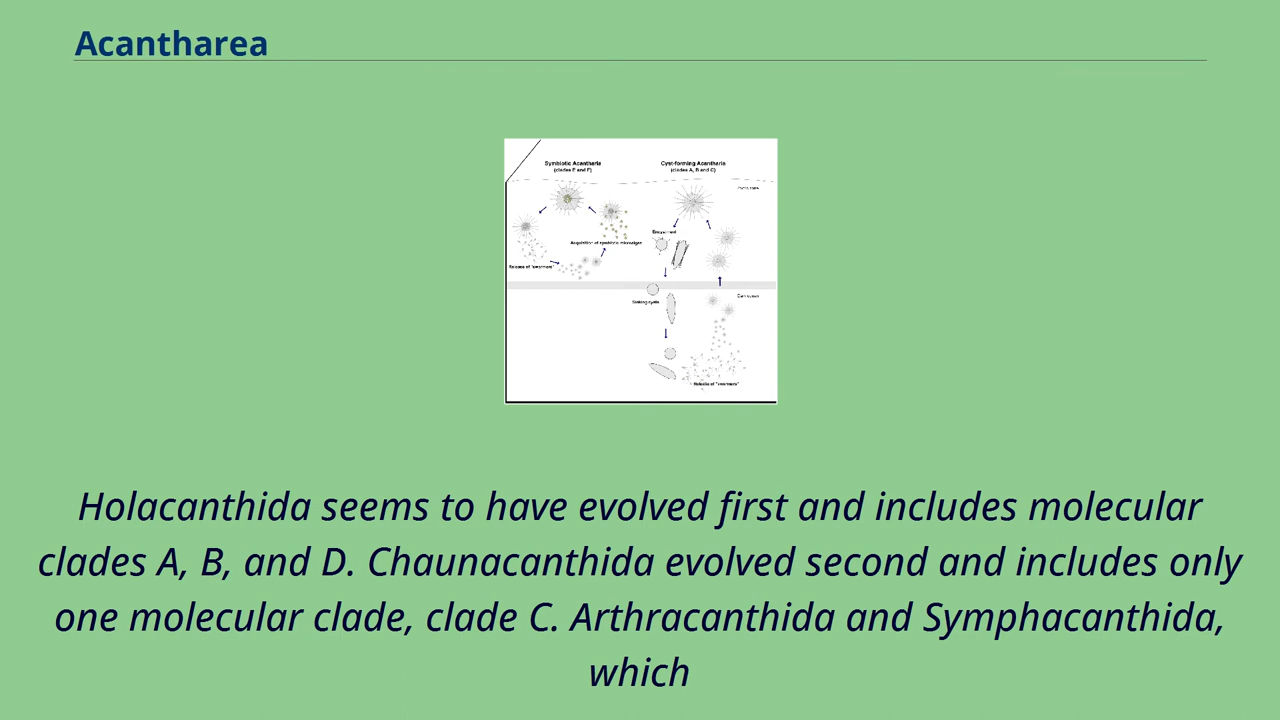 Acantharea
Symbiotic Acantharia
(clades E and F)
Cyst-forming Acantharia
(clades A, B and C)
Acquisition of symbiotic microalgae
Release of "swarmers"
Encystment
Sinking cysts
Release of "swarmers"
Holacanthida seems to have evolved first and includes molecular
clades A, B, and D. Chaunacanthida evolved second and includes only
one molecular clade, clade C. Arthracanthida and Symphacanthida,
which